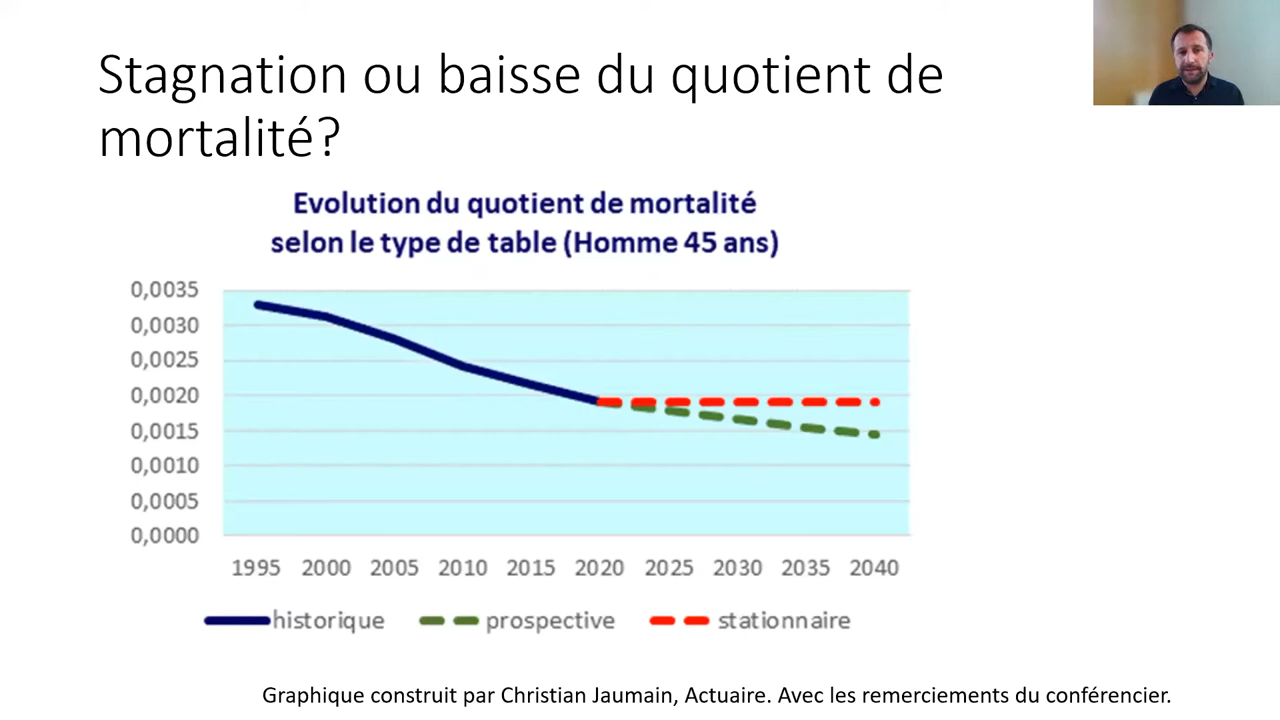 Stagnation ou baisse du quotient de
mortalité?
Evolution du quotient de mortalité
selon le type de table (Homme 45 ans)
0,0035
0,0030
0,0025
0,0020
0,0015
0,0010
0,0005
0,0000
1995 2000 2005 2010 2015 2020 2025 2030 2035 2040
historique prospective stationnaire
Graphique construit par Christian Jaumain, Actuaire. Avec les remerciements du conférencier.